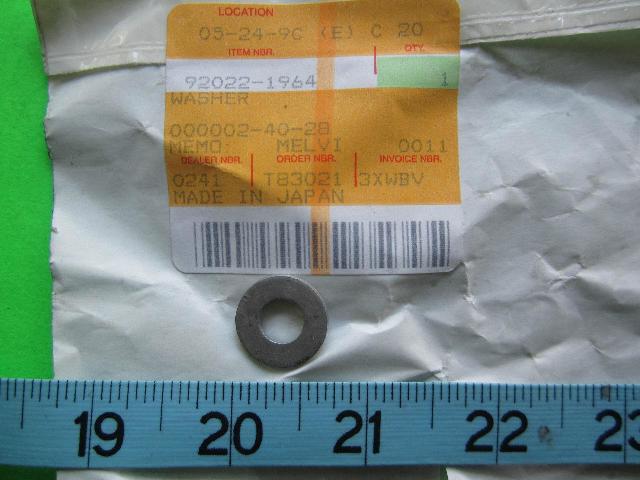 LOCATION
05-24-9C (E) C 20
ITEM NBR. QTY.
92022-1964 1
WASHER
000002-40-28
MEMO: MELVI 0011
DEALER NBR. ORDER NBR. INVOICE NBR.
0241 T83021 3XWBV
MADE IN JAPAN
19 20 21 22 23